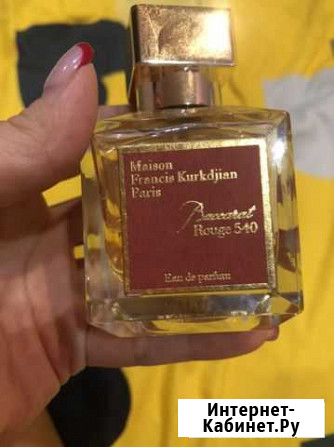 Maison
Francis Kurkdjian
Paris
Baccarat
Rouge 540
Eau de parfum
Интернет-
Кабинет.Ру